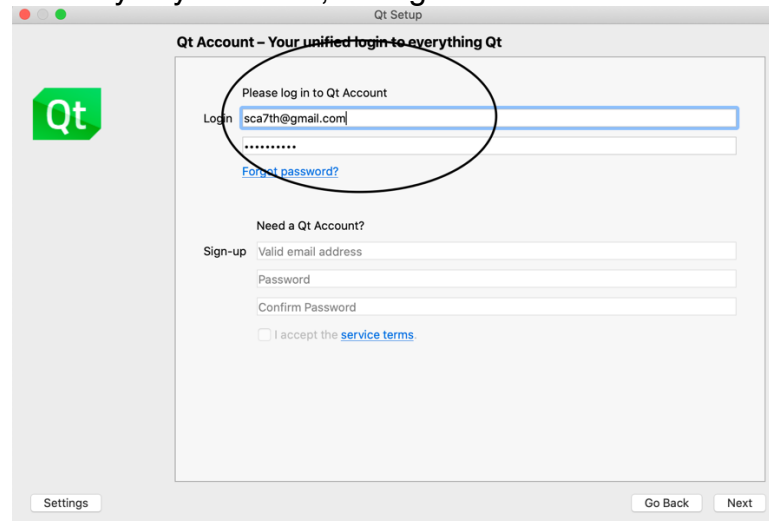 Qt Setup
Qt Account – Your unified login to everything Qt
Qt
Please log in to Qt Account
Login sca7th@gmail.com
••••••••••
Forgot password?
Need a Qt Account?
Sign-up Valid email address
Password
Confirm Password
I accept the service terms.
Settings Go Back Next